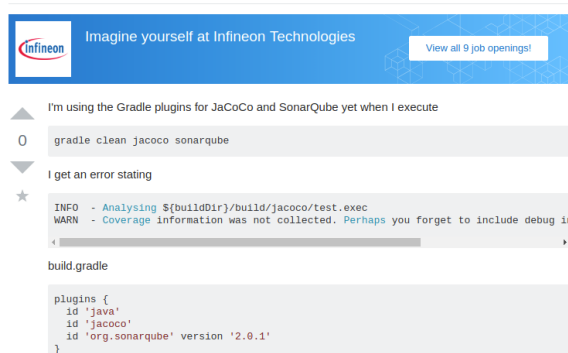 infineon
Imagine yourself at Infineon Technologies
View all 9 job openings!
I'm using the Gradle plugins for JaCoCo and SonarQube yet when I execute
0
gradle clean jacoco sonarqube
I get an error stating
INFO - Analysing ${buildDir}/build/jacoco/test.exec
WARN - Coverage information was not collected. Perhaps you forget to include debug in
build.gradle
plugins {
id 'java'
id 'jacoco'
id 'org.sonarqube' version '2.0.1'
}